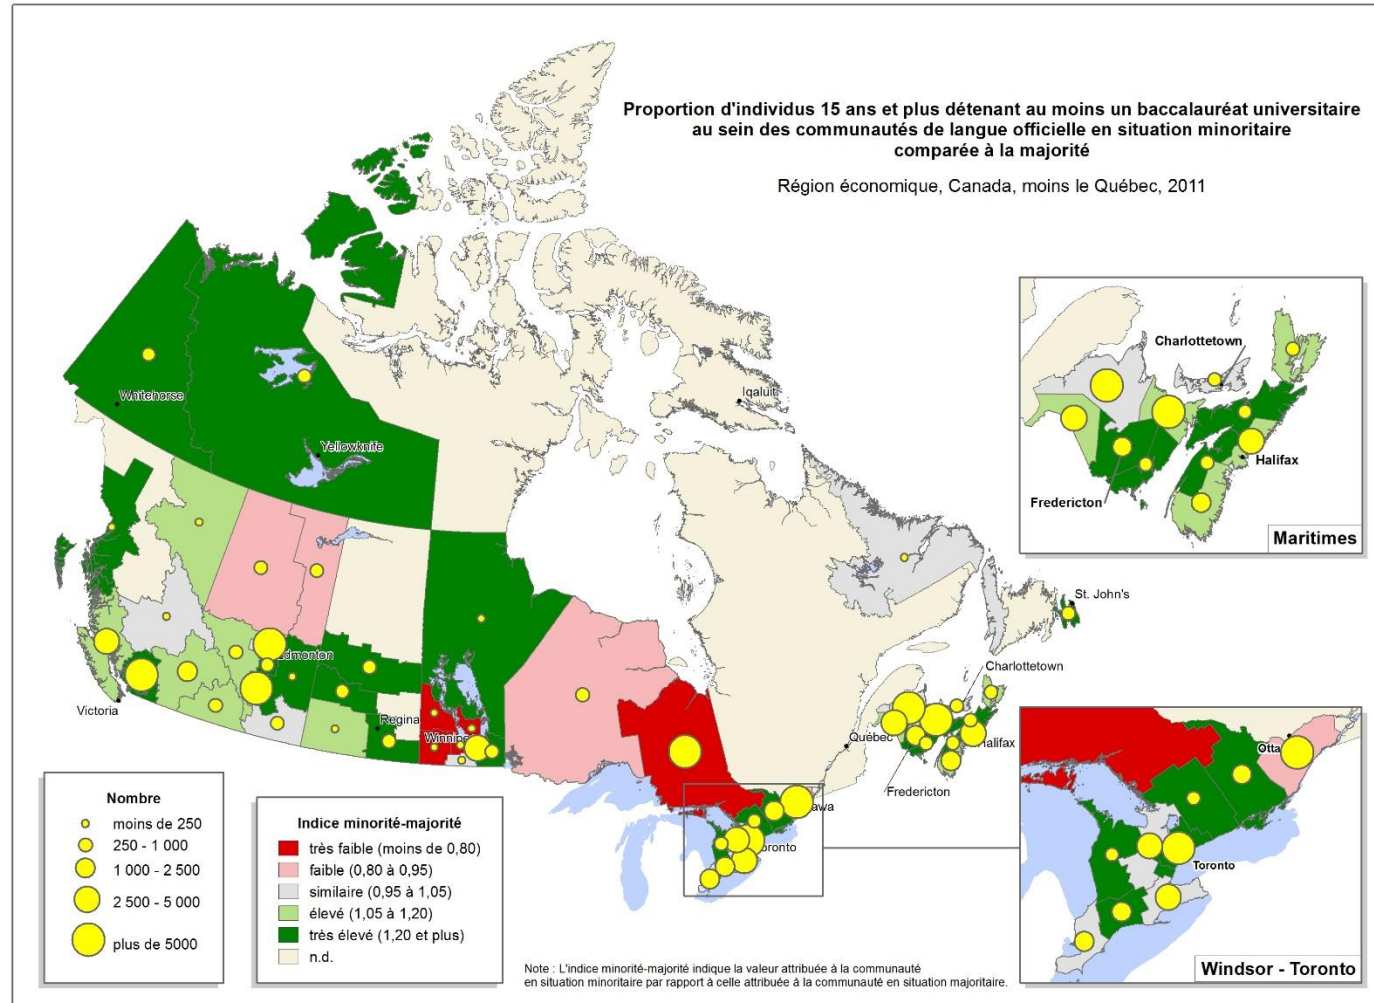 Proportion d'individus 15 ans et plus détenant au moins un baccalauréat universitaire
au sein des communautés de langue officielle en situation minoritaire
comparée à la majorité
Région économique, Canada, moins le Québec, 2011
Whitehorse
Yellowknife
Iqaluit
Edmonton
Victoria
Regina
Winnipe
Québec
Charlottetown
St. John's
Halifax
Fredericton
awa
oronto
Charlottetown
Halifax
Fredericton
Maritimes
Otta
Toronto
Windsor - Toronto
Nombre
moins de 250
250 - 1 000
1 000 - 2 500
2 500 - 5 000
plus de 5000
Indice minorité-majorité
très faible (moins de 0,80)
faible (0,80 à 0,95)
similaire (0,95 à 1,05)
élevé (1,05 à 1,20)
très élevé (1,20 et plus)
n.d.
Note : L'indice minorité-majorité indique la valeur attribuée à la communauté
en situation minoritaire par rapport à celle attribuée à la communauté en situation majoritaire.